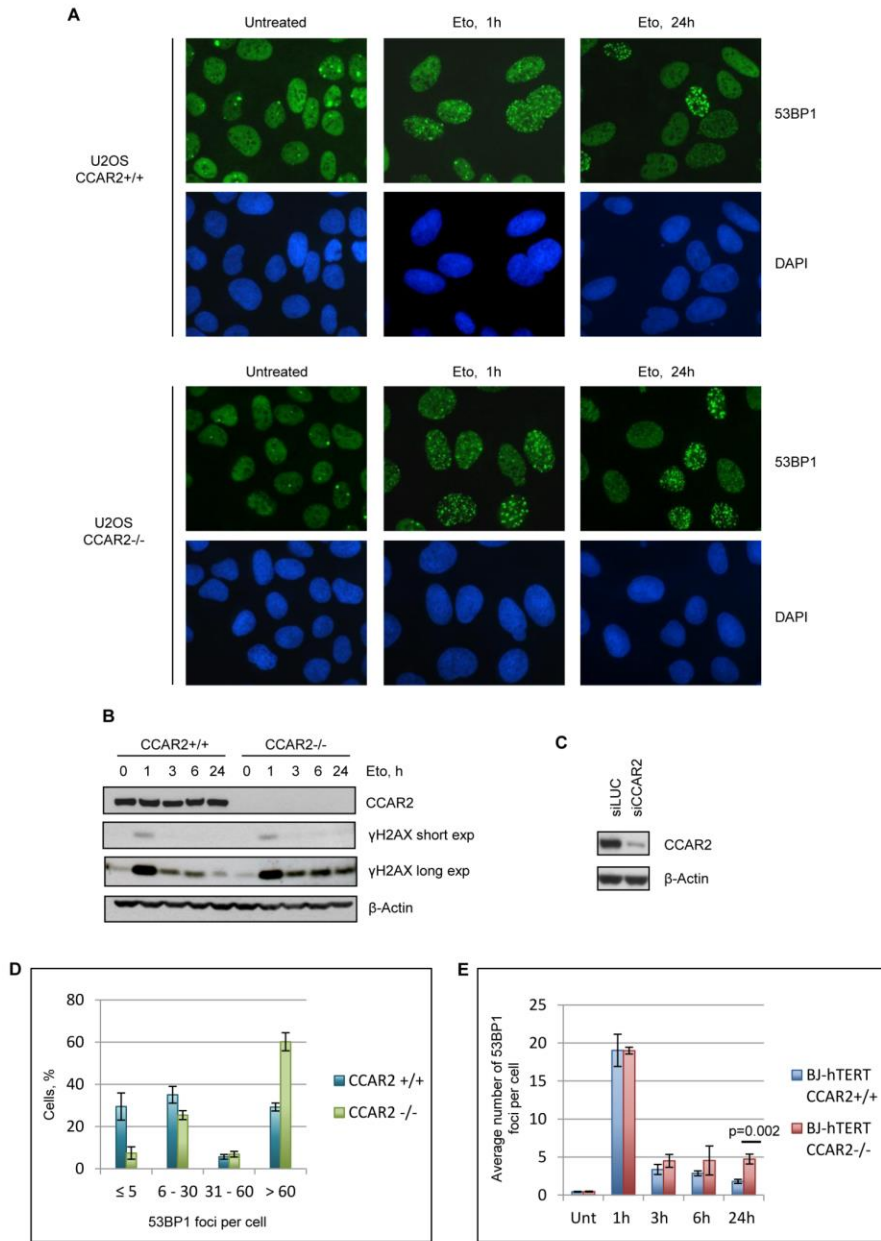 A
Untreated Eto, 1h Eto, 24h
53BP1
U2OS
CCAR2+/+
DAPI
Untreated Eto, 1h Eto, 24h
53BP1
U2OS
CCAR2-/-
DAPI
B
CCAR2+/+ CCAR2-/-
0 1 3 6 24 0 1 3 6 24 Eto, h
CCAR2
γH2AX short exp
γH2AX long exp
β-Actin
C
siLUC
siCCAR2
CCAR2
β-Actin
D
Cells, %
80
60
40
20
0
≤ 5 6 - 30 31 - 60 > 60
53BP1 foci per cell
CCAR2 +/+
CCAR2 -/-
E
Average number of 53BP1
foci per cell
25
20
15
10
5
0
Unt 1h 3h 6h 24h
p=0.002
BJ-hTERT
CCAR2+/+
BJ-hTERT
CCAR2-/-